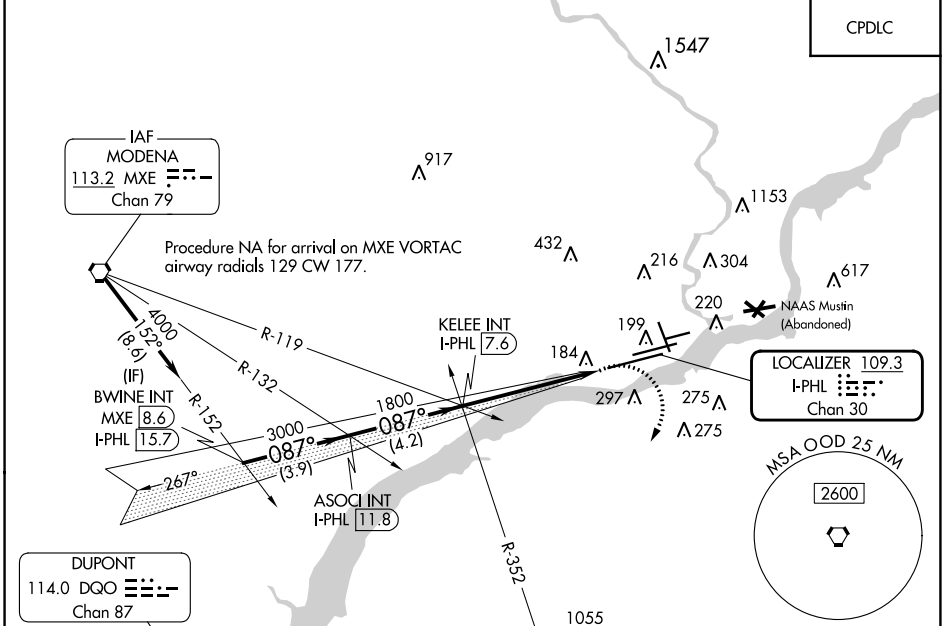 CPDLC
1547
IAF
MODENA
113.2 MXE
Chan 79
917
1153
Procedure NA for arrival on MXE VORTAC
airway radials 129 CW 177.
432
216
304
617
4000
152°
(8.6)
(IF)
R-119
R-132
R-152
KELEE INT
I-PHL 7.6
199
220
NAAS Mustin
(Abandoned)
184
BWINE INT
MXE 8.6
I-PHL 15.7
1800
3000
087°
(4.2)
087°
(3.9)
267°
297
275
275
LOCALIZER 109.3
I-PHL
Chan 30
ASOCI INT
I-PHL 11.8
MSA OOD 25 NM
2600
R-352
DUPONT
114.0 DQO
Chan 87
1055